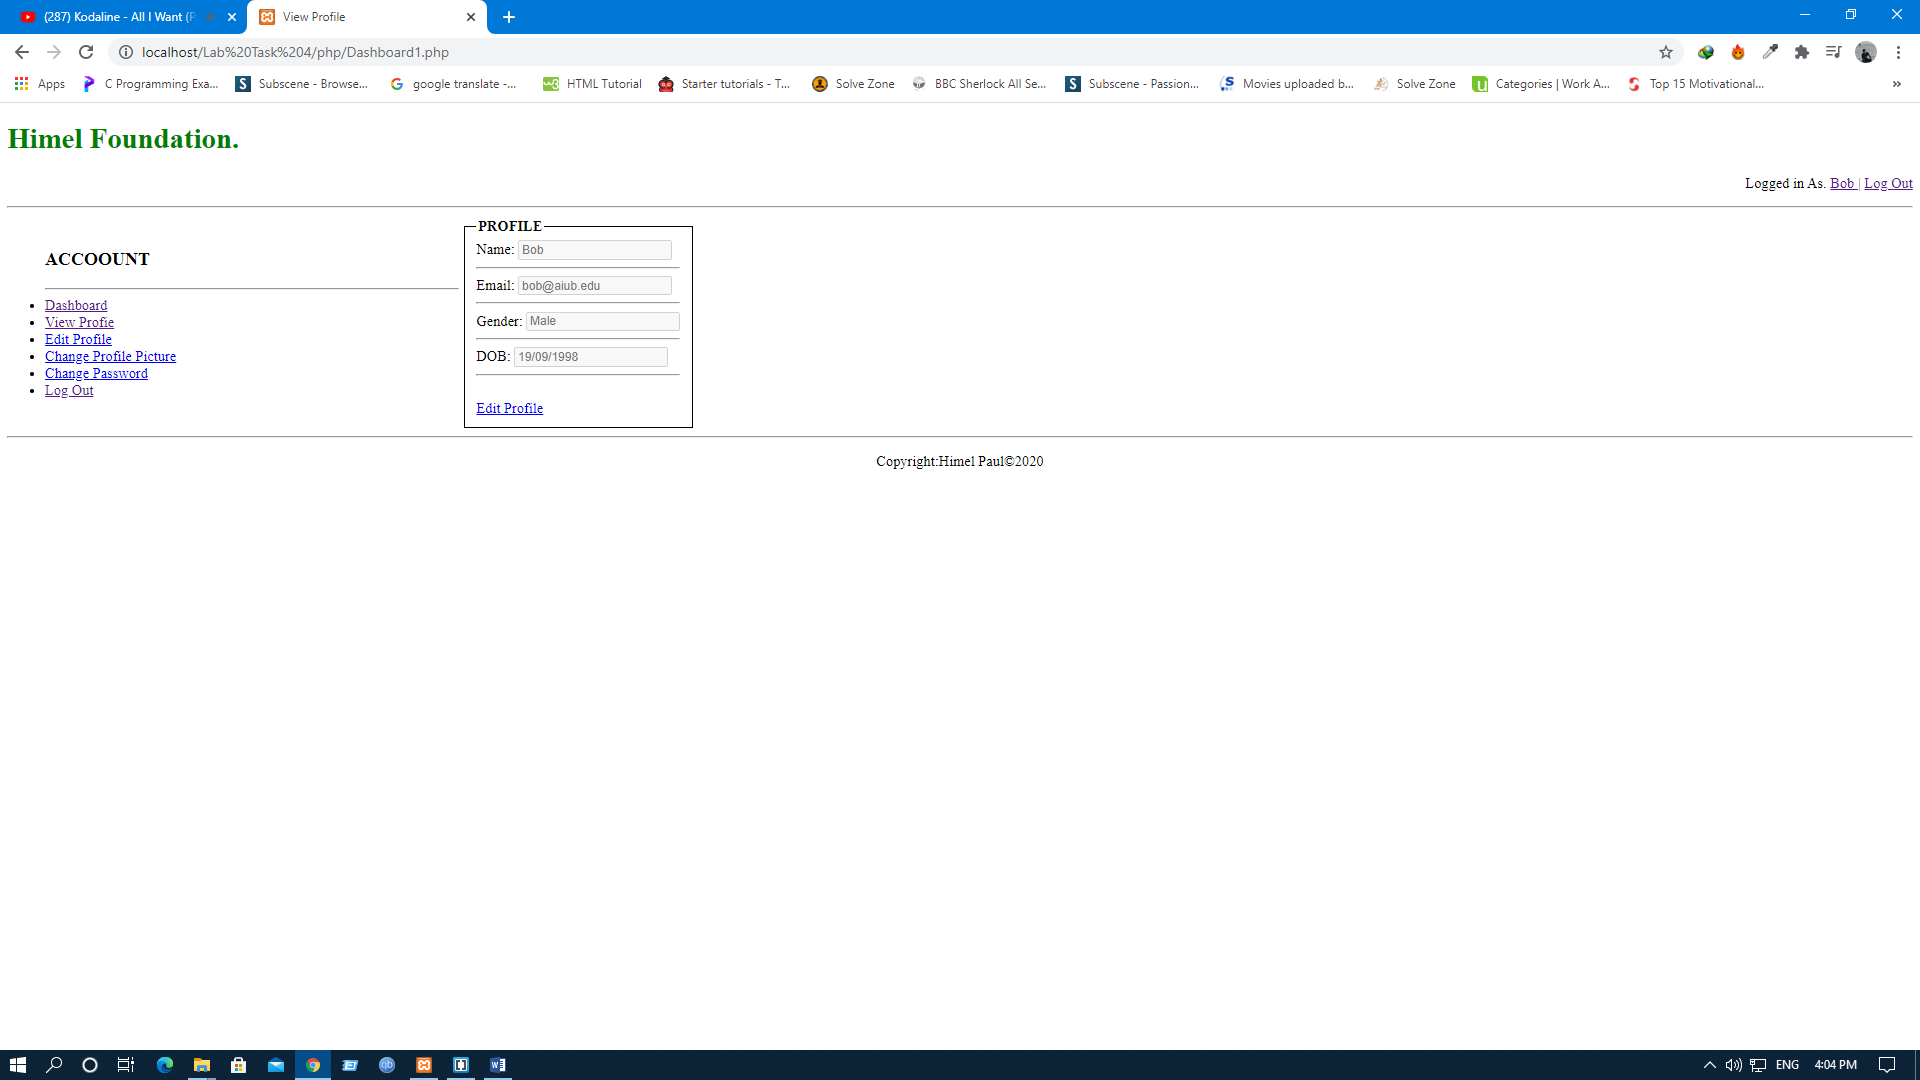 (287) Kodaline - All I Want (P
View Profile
localhost/Lab%20Task%204/php/Dashboard1.php
Apps C Programming Exa... Subscene - Browse... google translate -... HTML Tutorial Starter tutorials - T... Solve Zone BBC Sherlock All Se... Subscene - Passion... Movies uploaded b... Solve Zone Categories | Work A... Top 15 Motivational... »
Himel Foundation.
Logged in As. Bob | Log Out
ACCOOUNT
Dashboard
View Profie
Edit Profile
Change Profile Picture
Change Password
Log Out
PROFILE
Name: Bob
Email: bob@aiub.edu
Gender: Male
DOB: 19/09/1998
Edit Profile
Copyright:Himel Paul©2020
ENG 4:04 PM